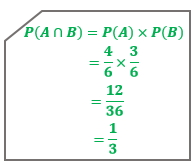 P(A ∩ B) = P(A) × P(B)
= 4/6 × 3/6
= 12/36
= 1/3